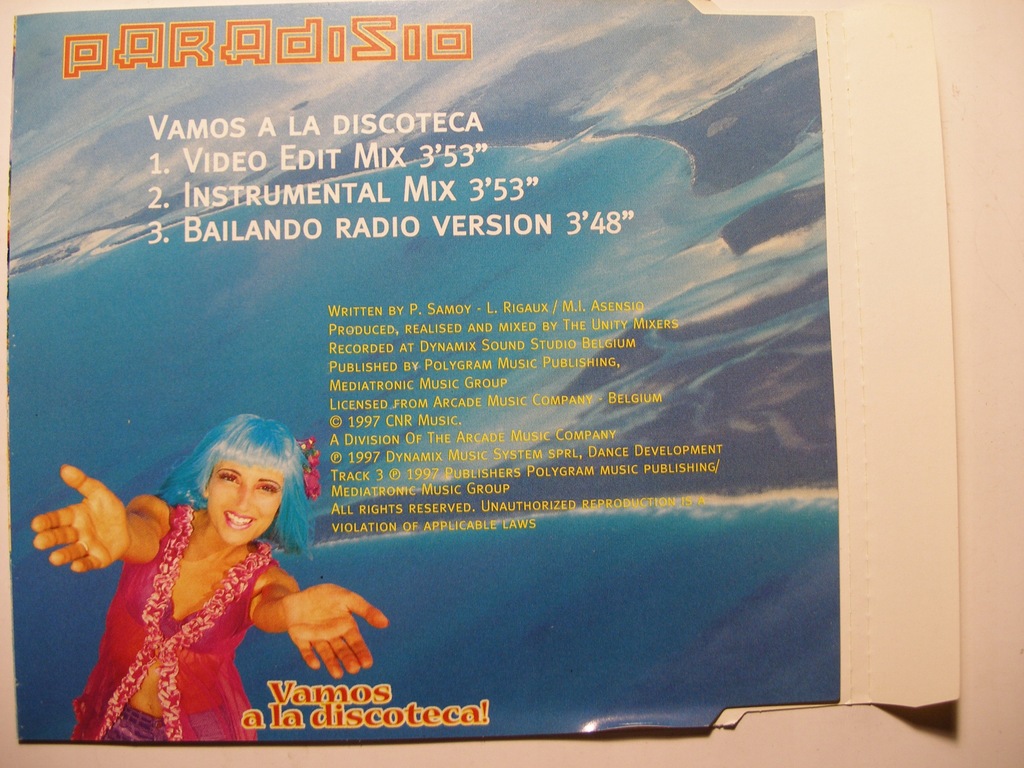 PARADISIO
VAMOS A LA DISCOTECA
1. VIDEO EDIT MIX 3'53"
2. INSTRUMENTAL MIX 3'53"
3. BAILANDO RADIO VERSION 3'48"
WRITTEN BY P. SAMOY - L. RIGAUX / M.I. ASENSIO
PRODUCED, REALISED AND MIXED BY THE UNITY MIXERS
RECORDED AT DYNAMIX SOUND STUDIO BELGIUM
PUBLISHED BY POLYGRAM MUSIC PUBLISHING,
MEDIATRONIC MUSIC GROUP
LICENSED FROM ARCADE MUSIC COMPANY - BELGIUM
© 1997 CNR MUSIC.
A DIVISION OF THE ARCADE MUSIC COMPANY
℗ 1997 DYNAMIX MUSIC SYSTEM SPRL, DANCE DEVELOPMENT
TRACK 3 ℗ 1997 PUBLISHERS POLYGRAM MUSIC PUBLISHING/
MEDIATRONIC MUSIC GROUP
ALL RIGHTS RESERVED. UNAUTHORIZED REPRODUCTION IS A
VIOLATION OF APPLICABLE LAWS
Vamos
a la discoteca!